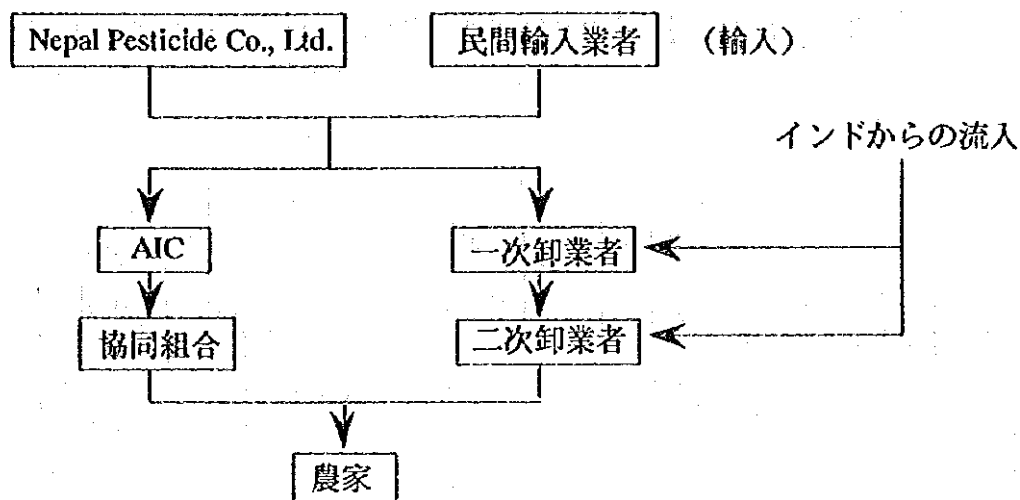 Nepal Pesticide Co., Ltd.
民間輸入業者
（輸入）
インドからの流入
AIC
一次卸業者
協同組合
二次卸業者
農家